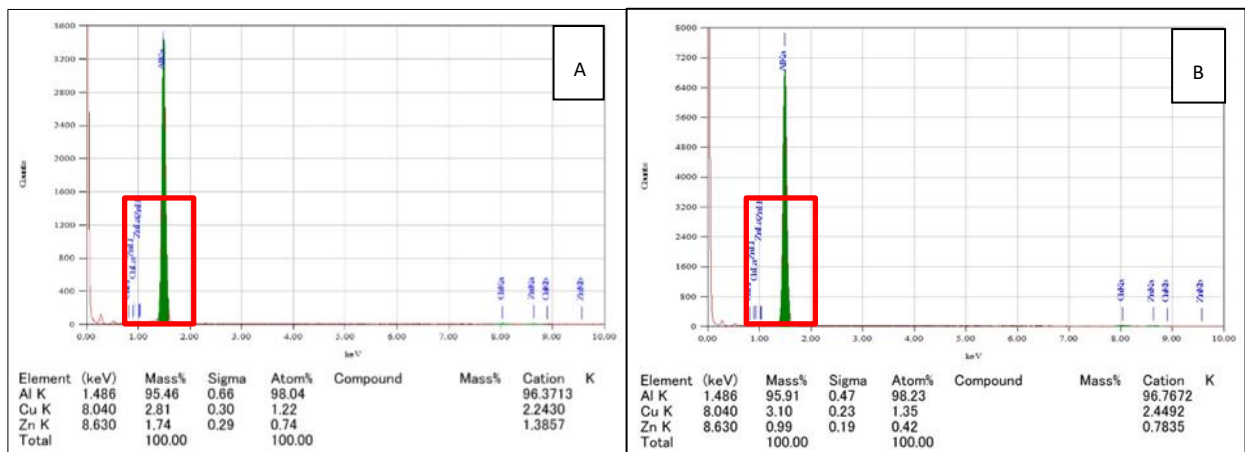 A
3600
3200
2800
2400
2000
1600
1200
800
400
0
Counts
0.00 1.00 2.00 3.00 4.00 5.00 6.00 7.00 8.00 9.00 10.00
keV
Element (keV) Mass% Sigma Atom% Compound Mass% Cation K
Al K 1.486 95.46 0.66 98.04 96.3713
Cu K 8.040 2.81 0.30 1.22 2.2430
Zn K 8.630 1.74 0.29 0.74 1.3857
Total 100.00 100.00
B
8000
7200
6400
5600
4800
4000
3200
2400
1600
800
0
Counts
0.00 1.00 2.00 3.00 4.00 5.00 6.00 7.00 8.00 9.00 10.00
keV
Element (keV) Mass% Sigma Atom% Compound Mass% Cation K
Al K 1.486 95.91 0.47 98.23 96.7672
Cu K 8.040 3.10 0.23 1.35 2.4492
Zn K 8.630 0.99 0.19 0.42 0.7835
Total 100.00 100.00